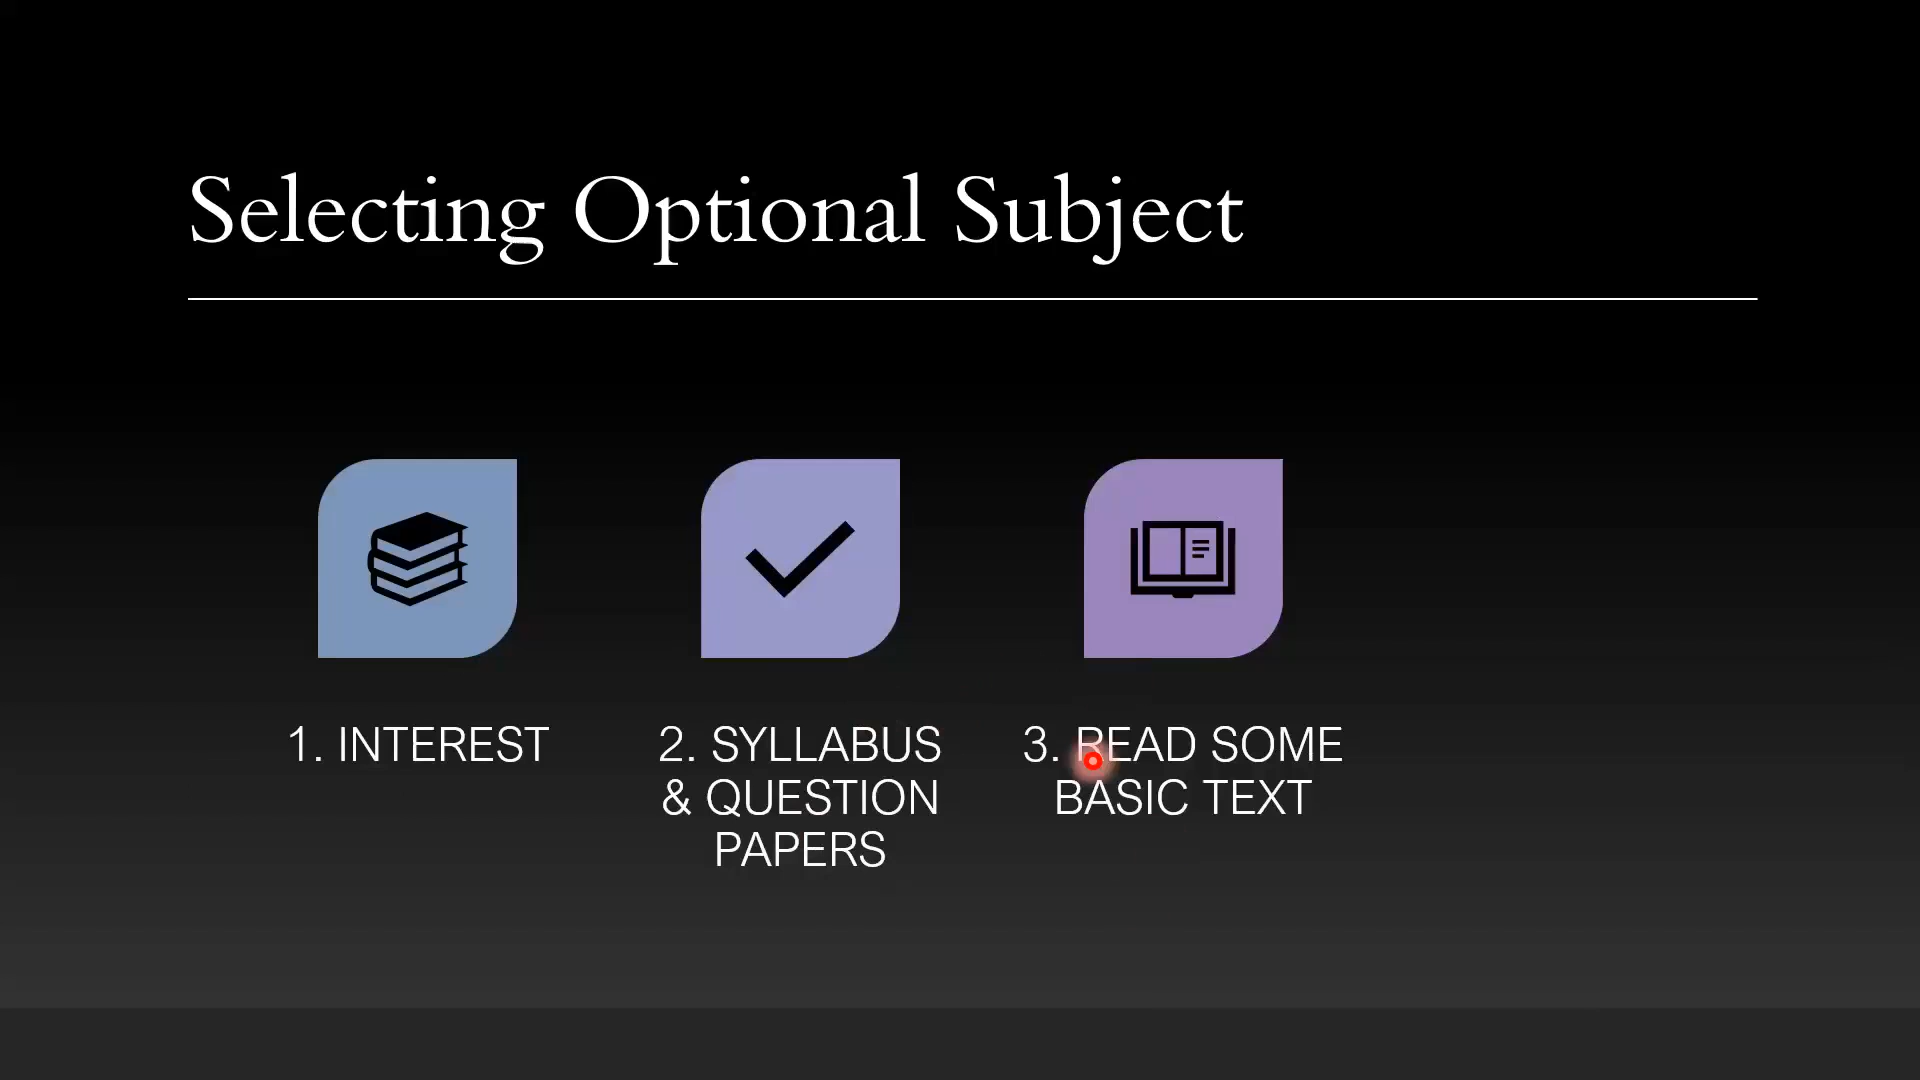 Selecting Optional Subject
1. INTEREST
2. SYLLABUS
& QUESTION
PAPERS
3. READ SOME
BASIC TEXT